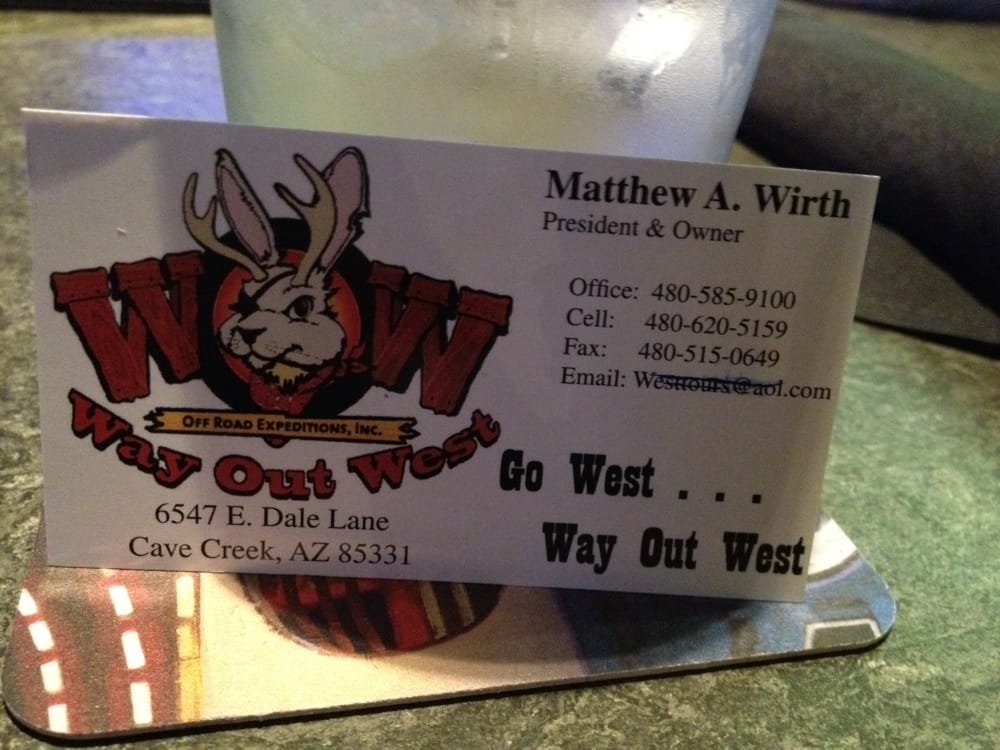 WOW
OFF ROAD EXPEDITIONS, INC.
Way Out West
6547 E. Dale Lane
Cave Creek, AZ 85331
Matthew A. Wirth
President & Owner
Office: 480-585-9100
Cell: 480-620-5159
Fax: 480-515-0649
Email: Westtours@aol.com
Go West . . .
Way Out West